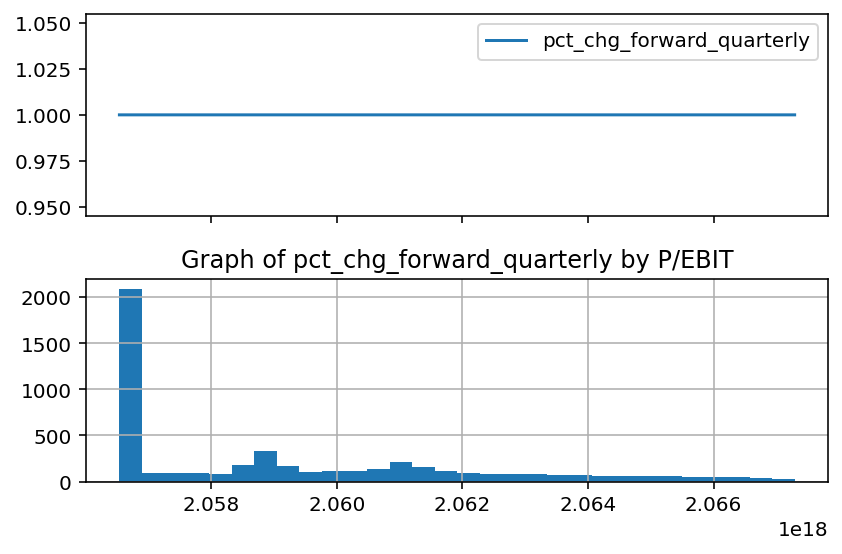 1.050
pct_chg_forward_quarterly
1.025
1.000
0.975
0.950
Graph of pct_chg_forward_quarterly by P/EBIT
2000
1500
1000
500
0
2.058 2.060 2.062 2.064 2.066
1e18